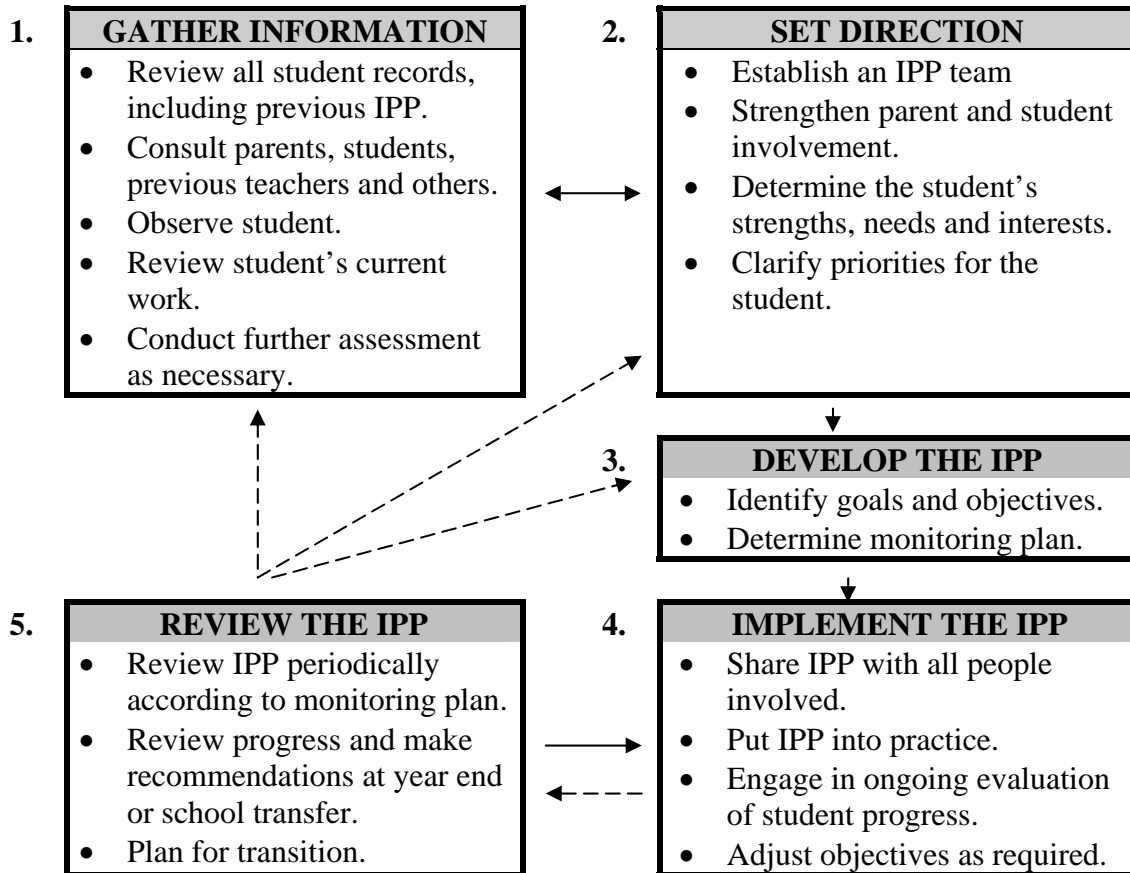 1. GATHER INFORMATION
• Review all student records,
including previous IPP.
• Consult parents, students,
previous teachers and others.
• Observe student.
• Review student’s current
work.
• Conduct further assessment
as necessary.
2. SET DIRECTION
• Establish an IPP team
• Strengthen parent and student
involvement.
• Determine the student’s
strengths, needs and interests.
• Clarify priorities for the
student.
3. DEVELOP THE IPP
• Identify goals and objectives.
• Determine monitoring plan.
4. IMPLEMENT THE IPP
• Share IPP with all people
involved.
• Put IPP into practice.
• Engage in ongoing evaluation
of student progress.
• Adjust objectives as required.
5. REVIEW THE IPP
• Review IPP periodically
according to monitoring plan.
• Review progress and make
recommendations at year end
or school transfer.
• Plan for transition.